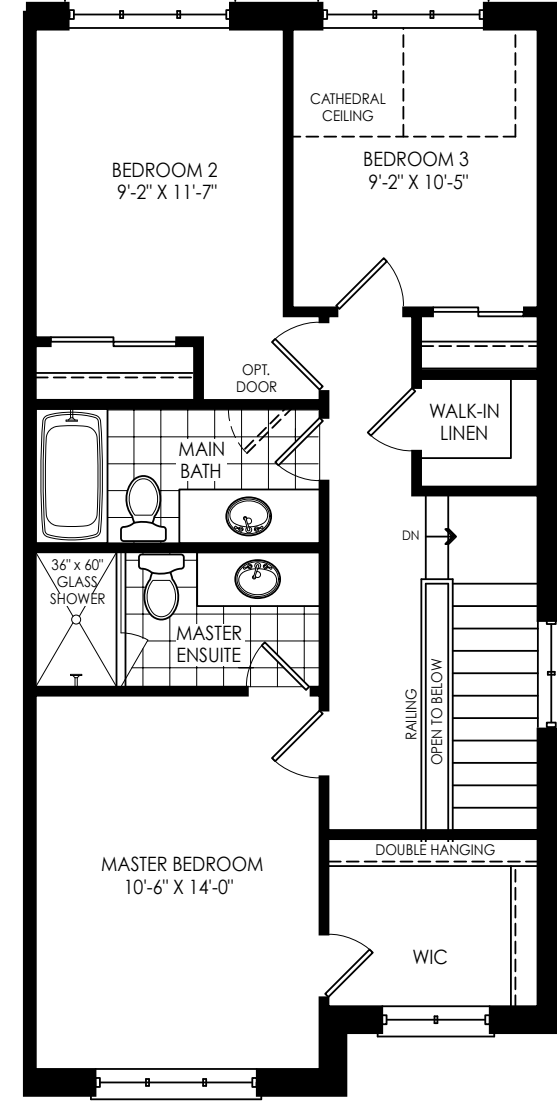 CATHEDRAL
CEILING
BEDROOM 2
9'-2" X 11'-7"
BEDROOM 3
9'-2" X 10'-5"
OPT.
DOOR
WALK-IN
LINEN
MAIN
BATH
DN
36" x 60"
GLASS
SHOWER
MASTER
ENSUITE
RAILING
OPEN TO BELOW
DOUBLE HANGING
MASTER BEDROOM
10'-6" X 14'-0"
WIC